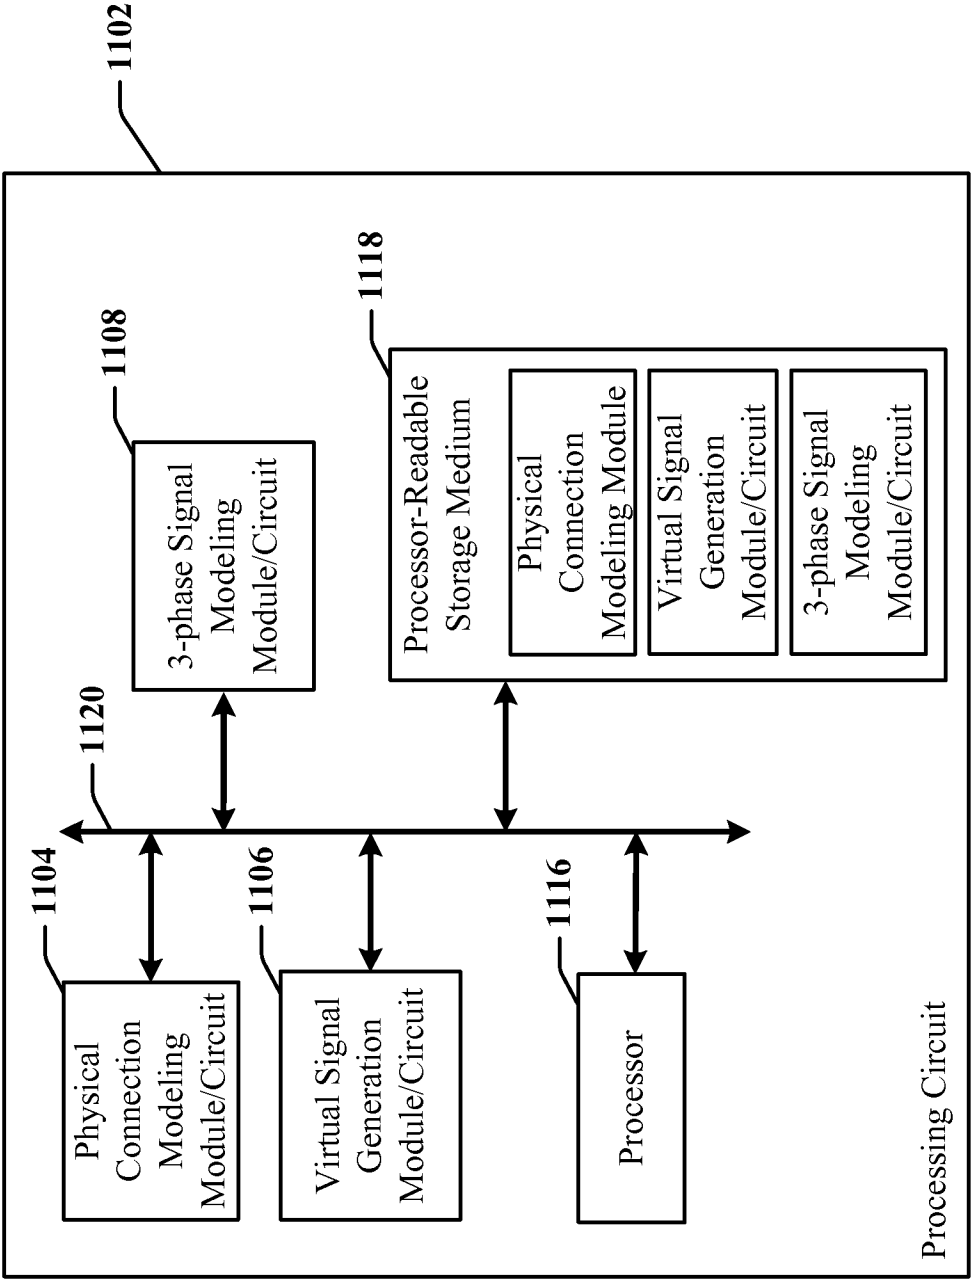 1102
1104
Physical
Connection
Modeling
Module/Circuit
1120
1108
3-phase Signal
Modeling
Module/Circuit
1106
Virtual Signal
Generation
Module/Circuit
1118
Processor-Readable
Storage Medium
Physical
Connection
Modeling Module
Virtual Signal
Generation
Module/Circuit
3-phase Signal
Modeling
Module/Circuit
1116
Processor
Processing Circuit